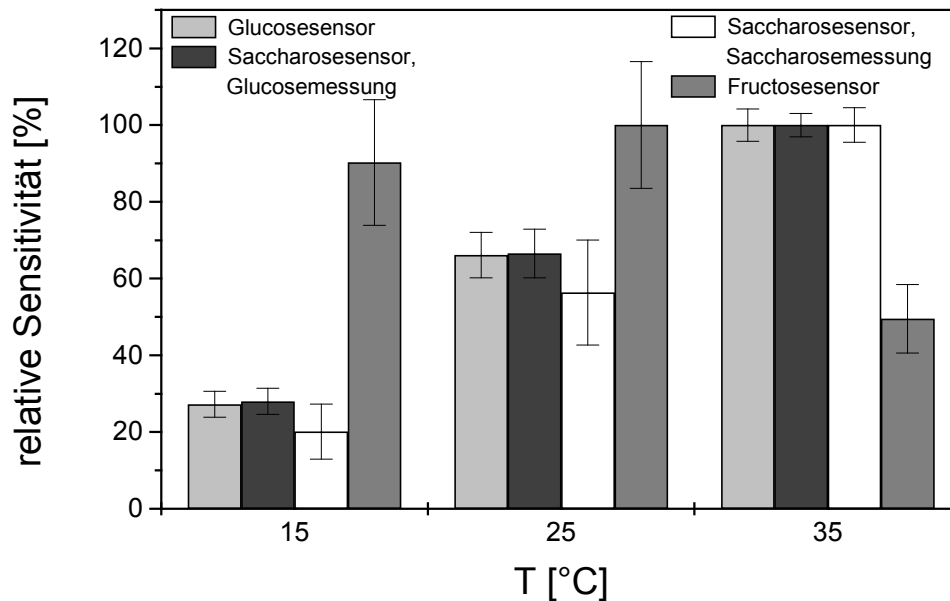 Glucosesensor
Saccharosesensor,
Glucosemessung
Saccharosesensor,
Saccharosemessung
Fructosesensor
relative Sensitivität [%]
120
100
80
60
40
20
0
15
25
35
T [°C]